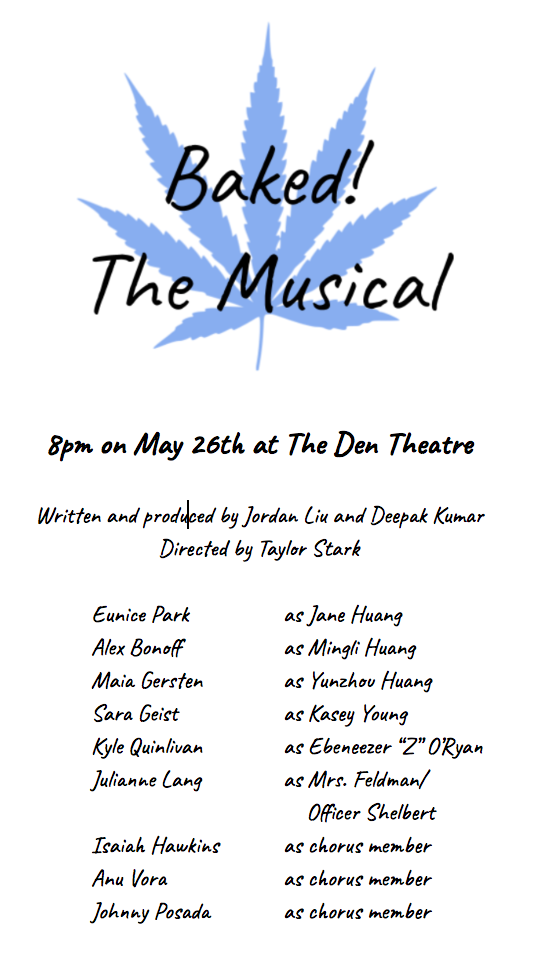 Baked!
The Musical
8pm on May 26th at The Den Theatre
Written and produced by Jordan Liu and Deepak Kumar
Directed by Taylor Stark
Eunice Park as Jane Huang
Alex Bonoff as Mingli Huang
Maia Gersten as Yunzhou Huang
Sara Geist as Kasey Young
Kyle Quinlivan as Ebeneezer “Z” O'Ryan
Julianne Lang as Mrs. Feldman/
Officer Shelbert
Isaiah Hawkins as chorus member
Anu Vora as chorus member
Johnny Posada as chorus member